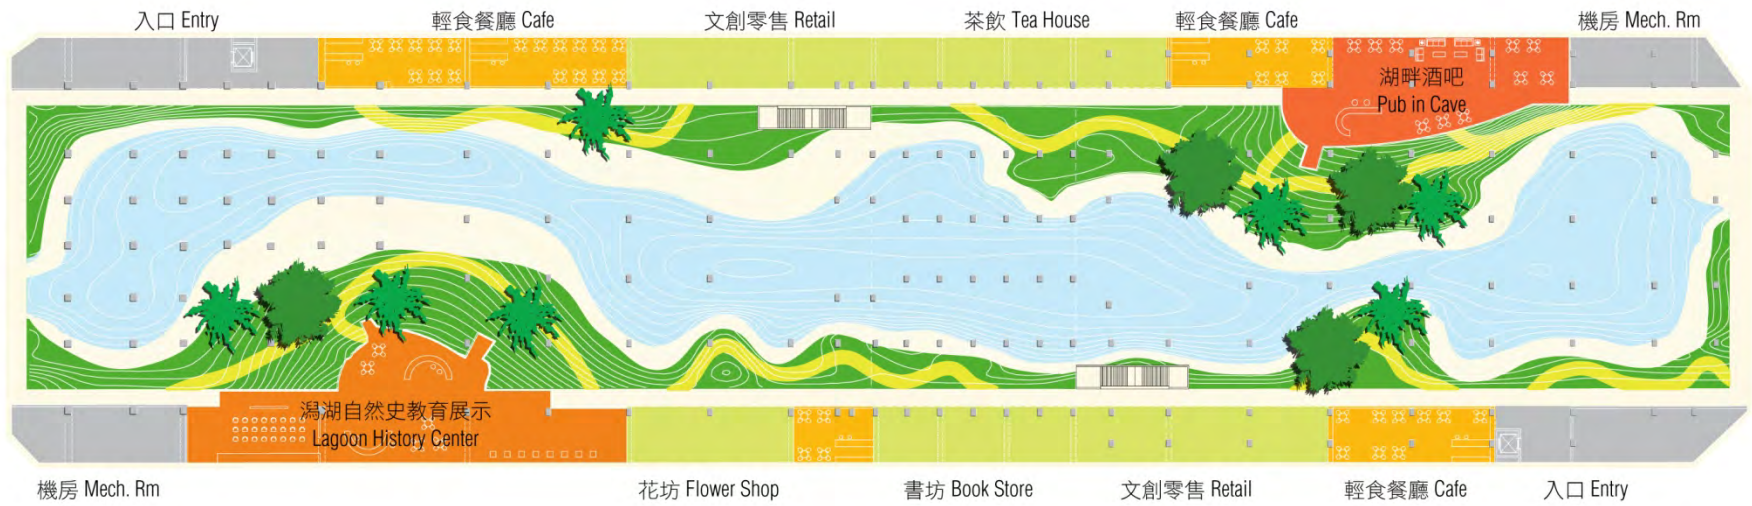 入口 Entry
輕食餐廳 Cafe
文創零售 Retail
茶飲 Tea House
輕食餐廳 Cafe
機房 Mech. Rm
湖畔酒吧
Pub in Cave
潟湖自然史教育展示
Lagoon History Center
機房 Mech. Rm
花坊 Flower Shop
書坊 Book Store
文創零售 Retail
輕食餐廳 Cafe
入口 Entry